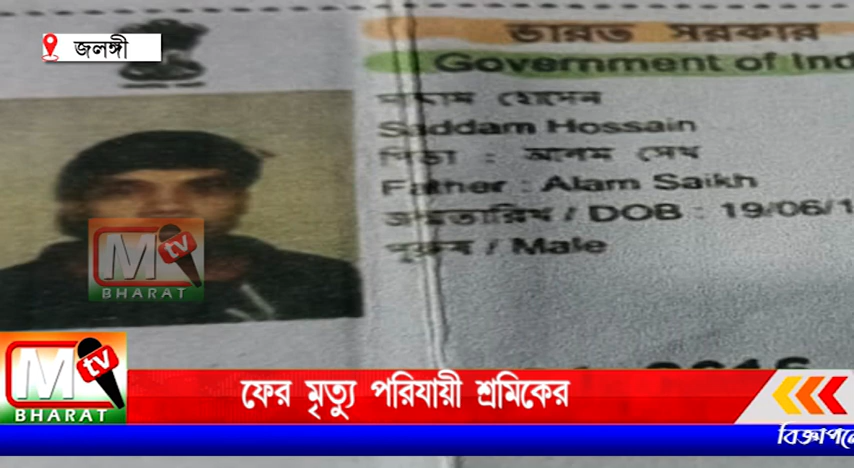 জলঙ্গী
ভারত সরকার
Government of Ind
সাদ্দাম হোসেন
Saddam Hossain
পিতা : আলম সেখ
Father : Alam Saikh
জন্মতারিখ / DOB : 19/06/1
পুরুষ / Male
M tv
BHARAT
M tv
BHARAT
ফের মৃত্যু পরিযায়ী শ্রমিকের
বিজ্ঞাপনে